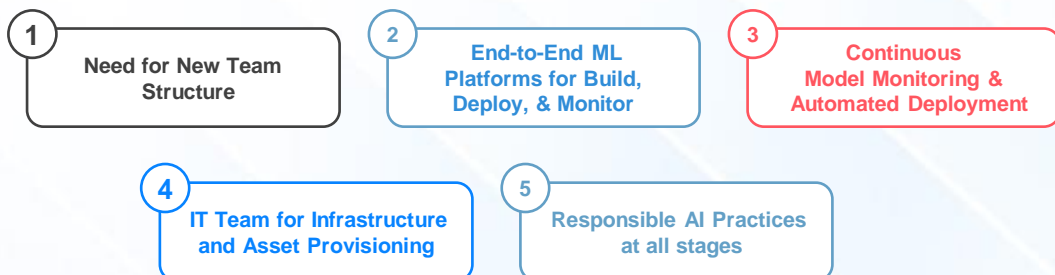 1
Need for New Team
Structure
2
End-to-End ML
Platforms for Build,
Deploy, & Monitor
3
Continuous
Model Monitoring &
Automated Deployment
4
IT Team for Infrastructure
and Asset Provisioning
5
Responsible AI Practices
at all stages